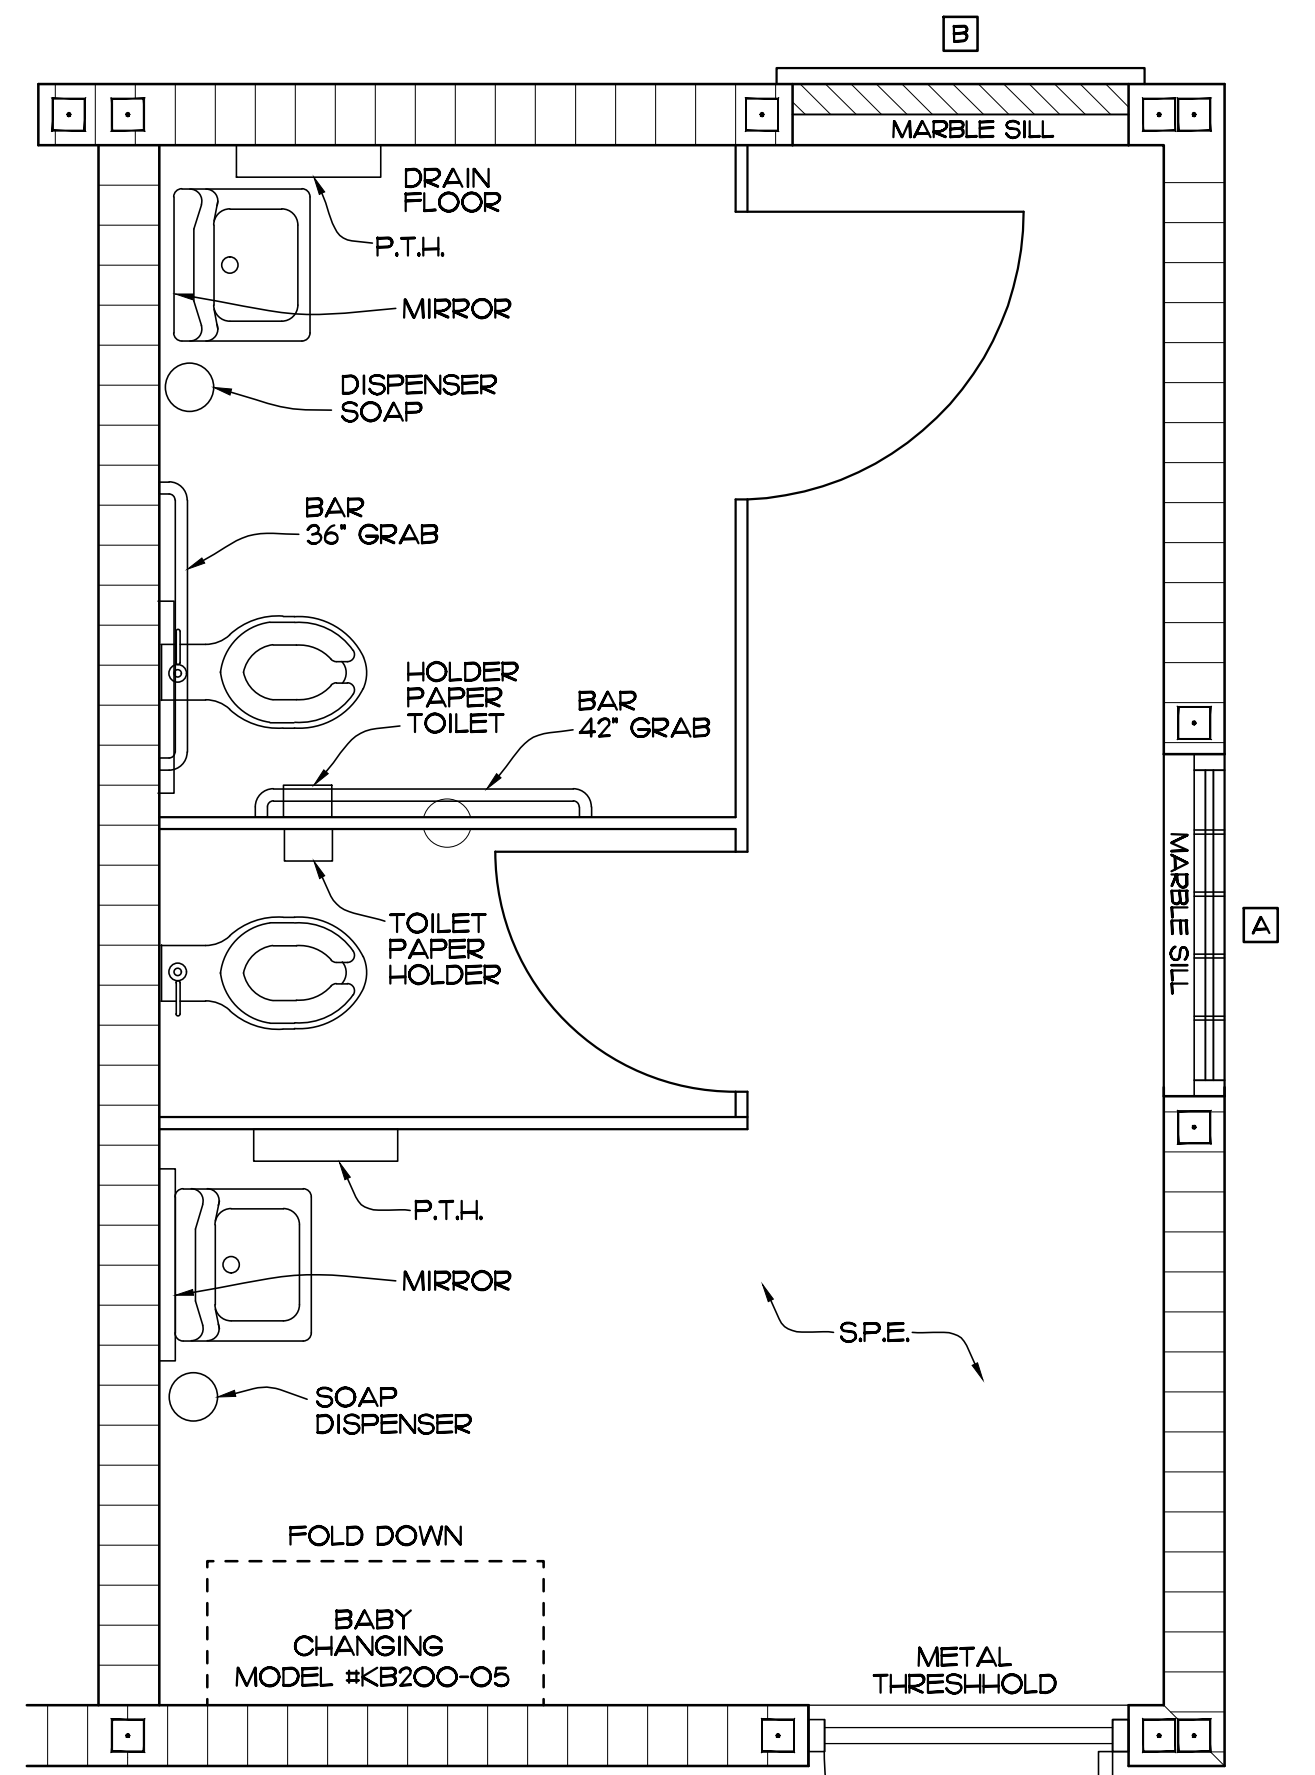 B
MARBLE SILL
DRAIN
FLOOR
P.T.H.
MIRROR
DISPENSER
SOAP
BAR
36" GRAB
HOLDER
PAPER
TOILET
BAR
42" GRAB
MARBLE SILL
A
TOILET
PAPER
HOLDER
P.T.H.
MIRROR
S.P.E.
SOAP
DISPENSER
FOLD DOWN
BABY
CHANGING
MODEL #KB200-05
METAL
THRESHHOLD